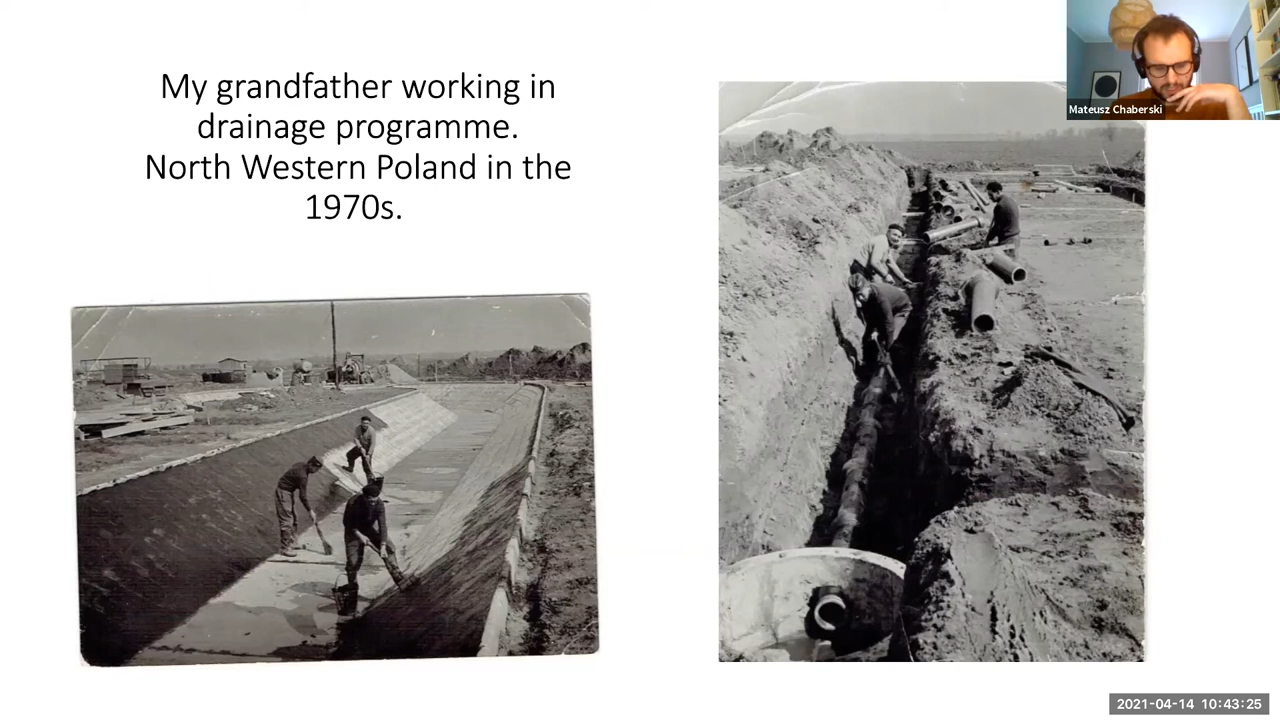 My grandfather working in
drainage programme.
North Western Poland in the
1970s.
Mateusz Chaberski
2021-04-14 10:43:25